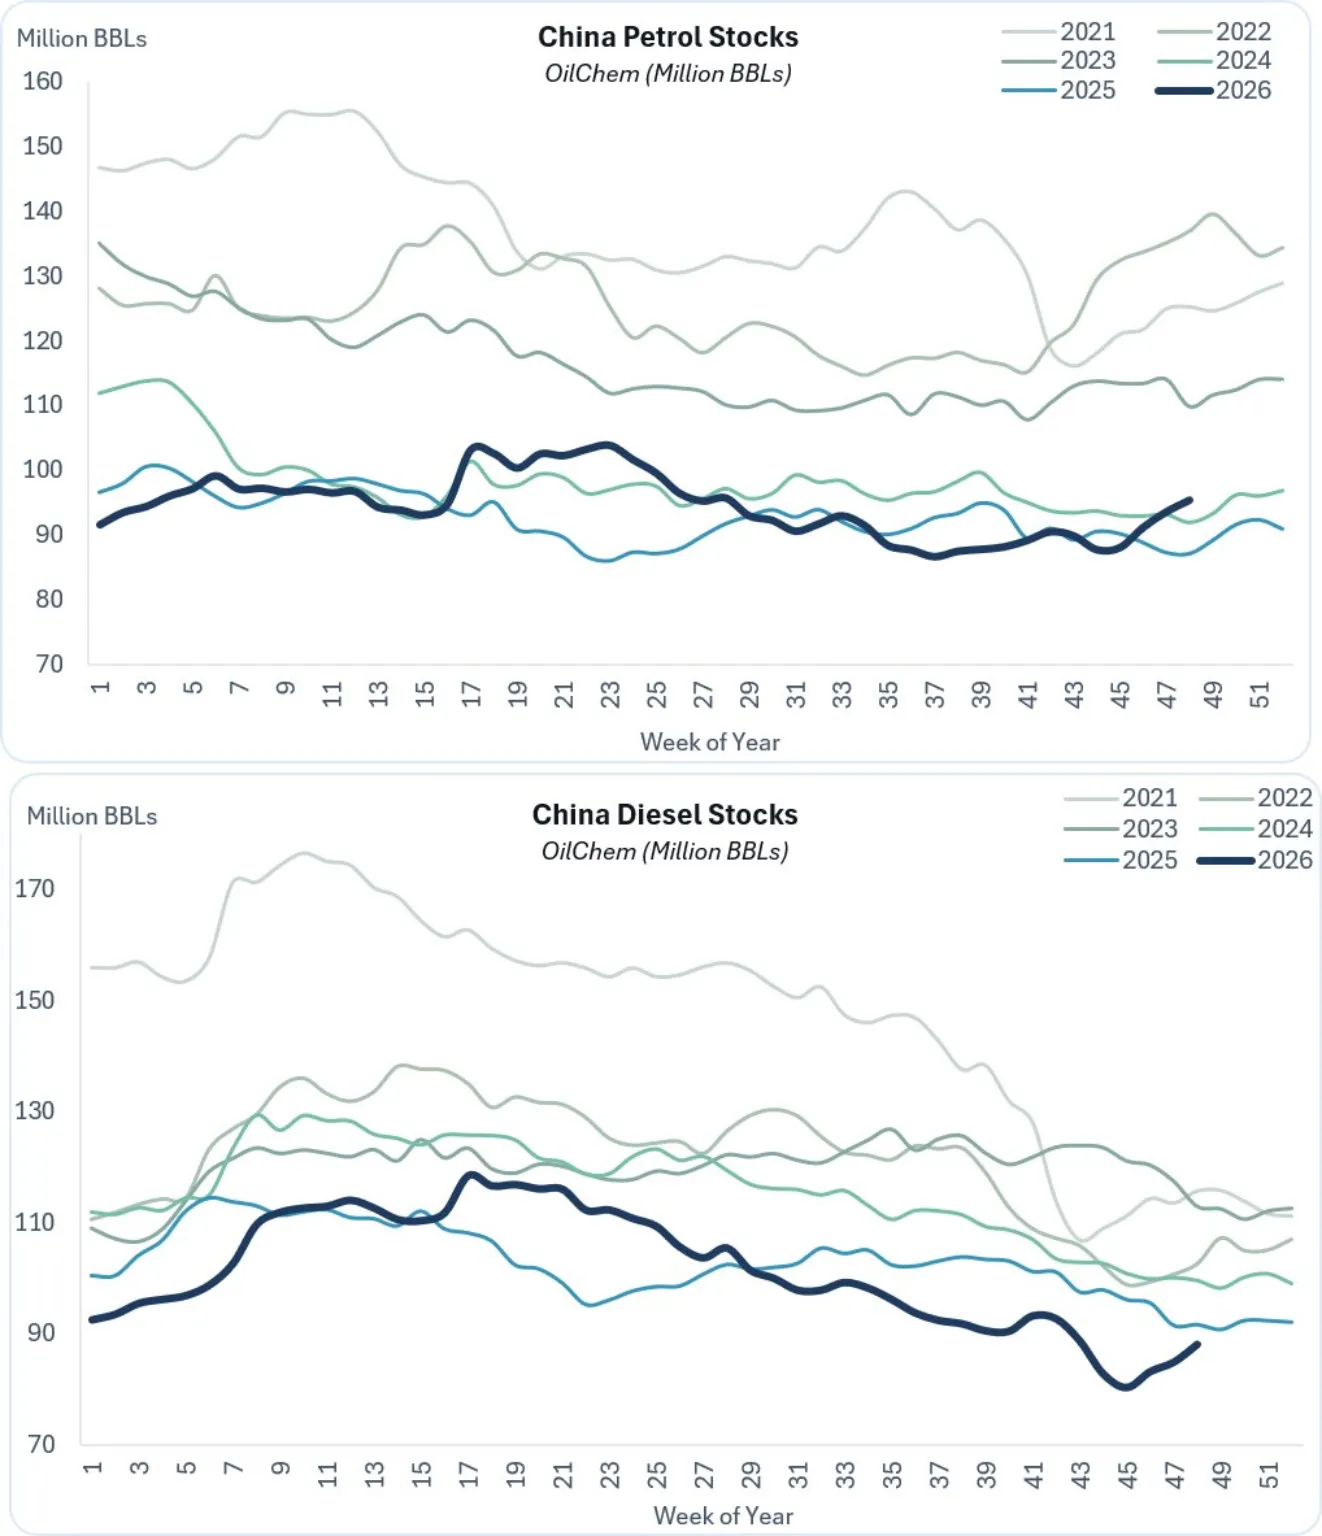 Million BBLs
China Petrol Stocks
OilChem (Million BBLs)
2021 2022
2023 2024
2025 2026
160
150
140
130
120
110
100
90
80
70
1 3 5 7 9 11 13 15 17 19 21 23 25 27 29 31 33 35 37 39 41 43 45 47 49 51
Week of Year
Million BBLs
China Diesel Stocks
OilChem (Million BBLs)
2021 2022
2023 2024
2025 2026
170
150
130
110
90
70
1 3 5 7 9 11 13 15 17 19 21 23 25 27 29 31 33 35 37 39 41 43 45 47 49 51
Week of Year